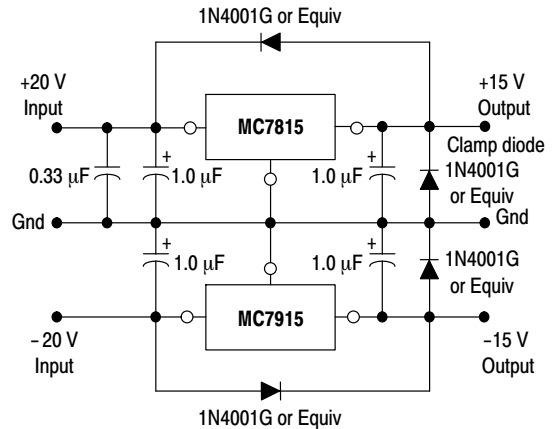 1N4001G or Equiv
+20 V
Input
+15 V
Output
MC7815
Clamp diode
0.33 μF
+
1.0 μF
1.0 μF
+
1N4001G
or Equiv
Gnd
Gnd
+
1.0 μF
1.0 μF
+
1N4001G
or Equiv
MC7915
–20 V
Input
–15 V
Output
1N4001G or Equiv